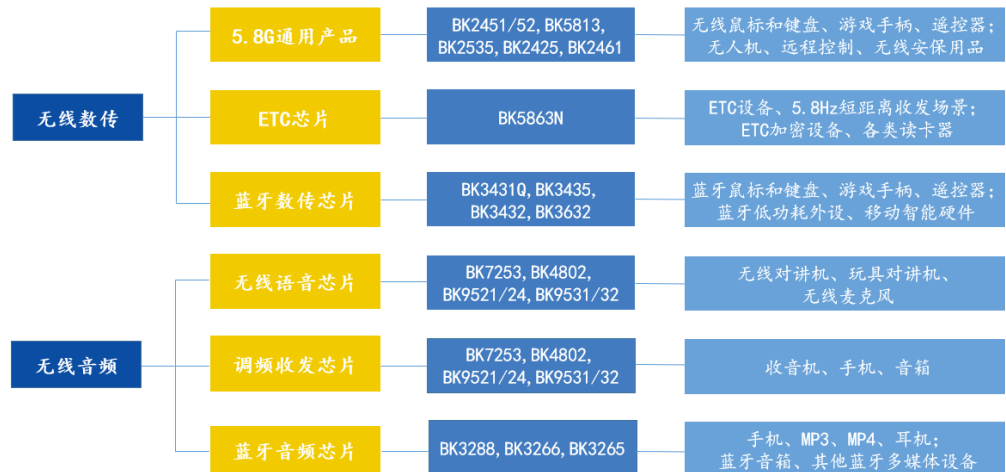 无线数传
5.8G通用产品
BK2451/52, BK5813,
BK2535, BK2425, BK2461
无线鼠标和键盘、游戏手柄、遥控器;
无人机、远程控制、无线安保用品
ETC芯片
BK5863N
ETC设备、5.8Hz短距离收发场景;
ETC加密设备、各类读卡器
蓝牙数传芯片
BK3431Q, BK3435,
BK3432, BK3632
蓝牙鼠标和键盘、游戏手柄、遥控器;
蓝牙低功耗外设、移动智能硬件
无线音频
无线语音芯片
BK7253, BK4802,
BK9521/24, BK9531/32
无线对讲机、玩具对讲机、
无线麦克风
调频收发芯片
BK7253, BK4802,
BK9521/24, BK9531/32
收音机、手机、音箱
蓝牙音频芯片
BK3288, BK3266, BK3265
手机、MP3、MP4、耳机;
蓝牙音箱、其他蓝牙多媒体设备